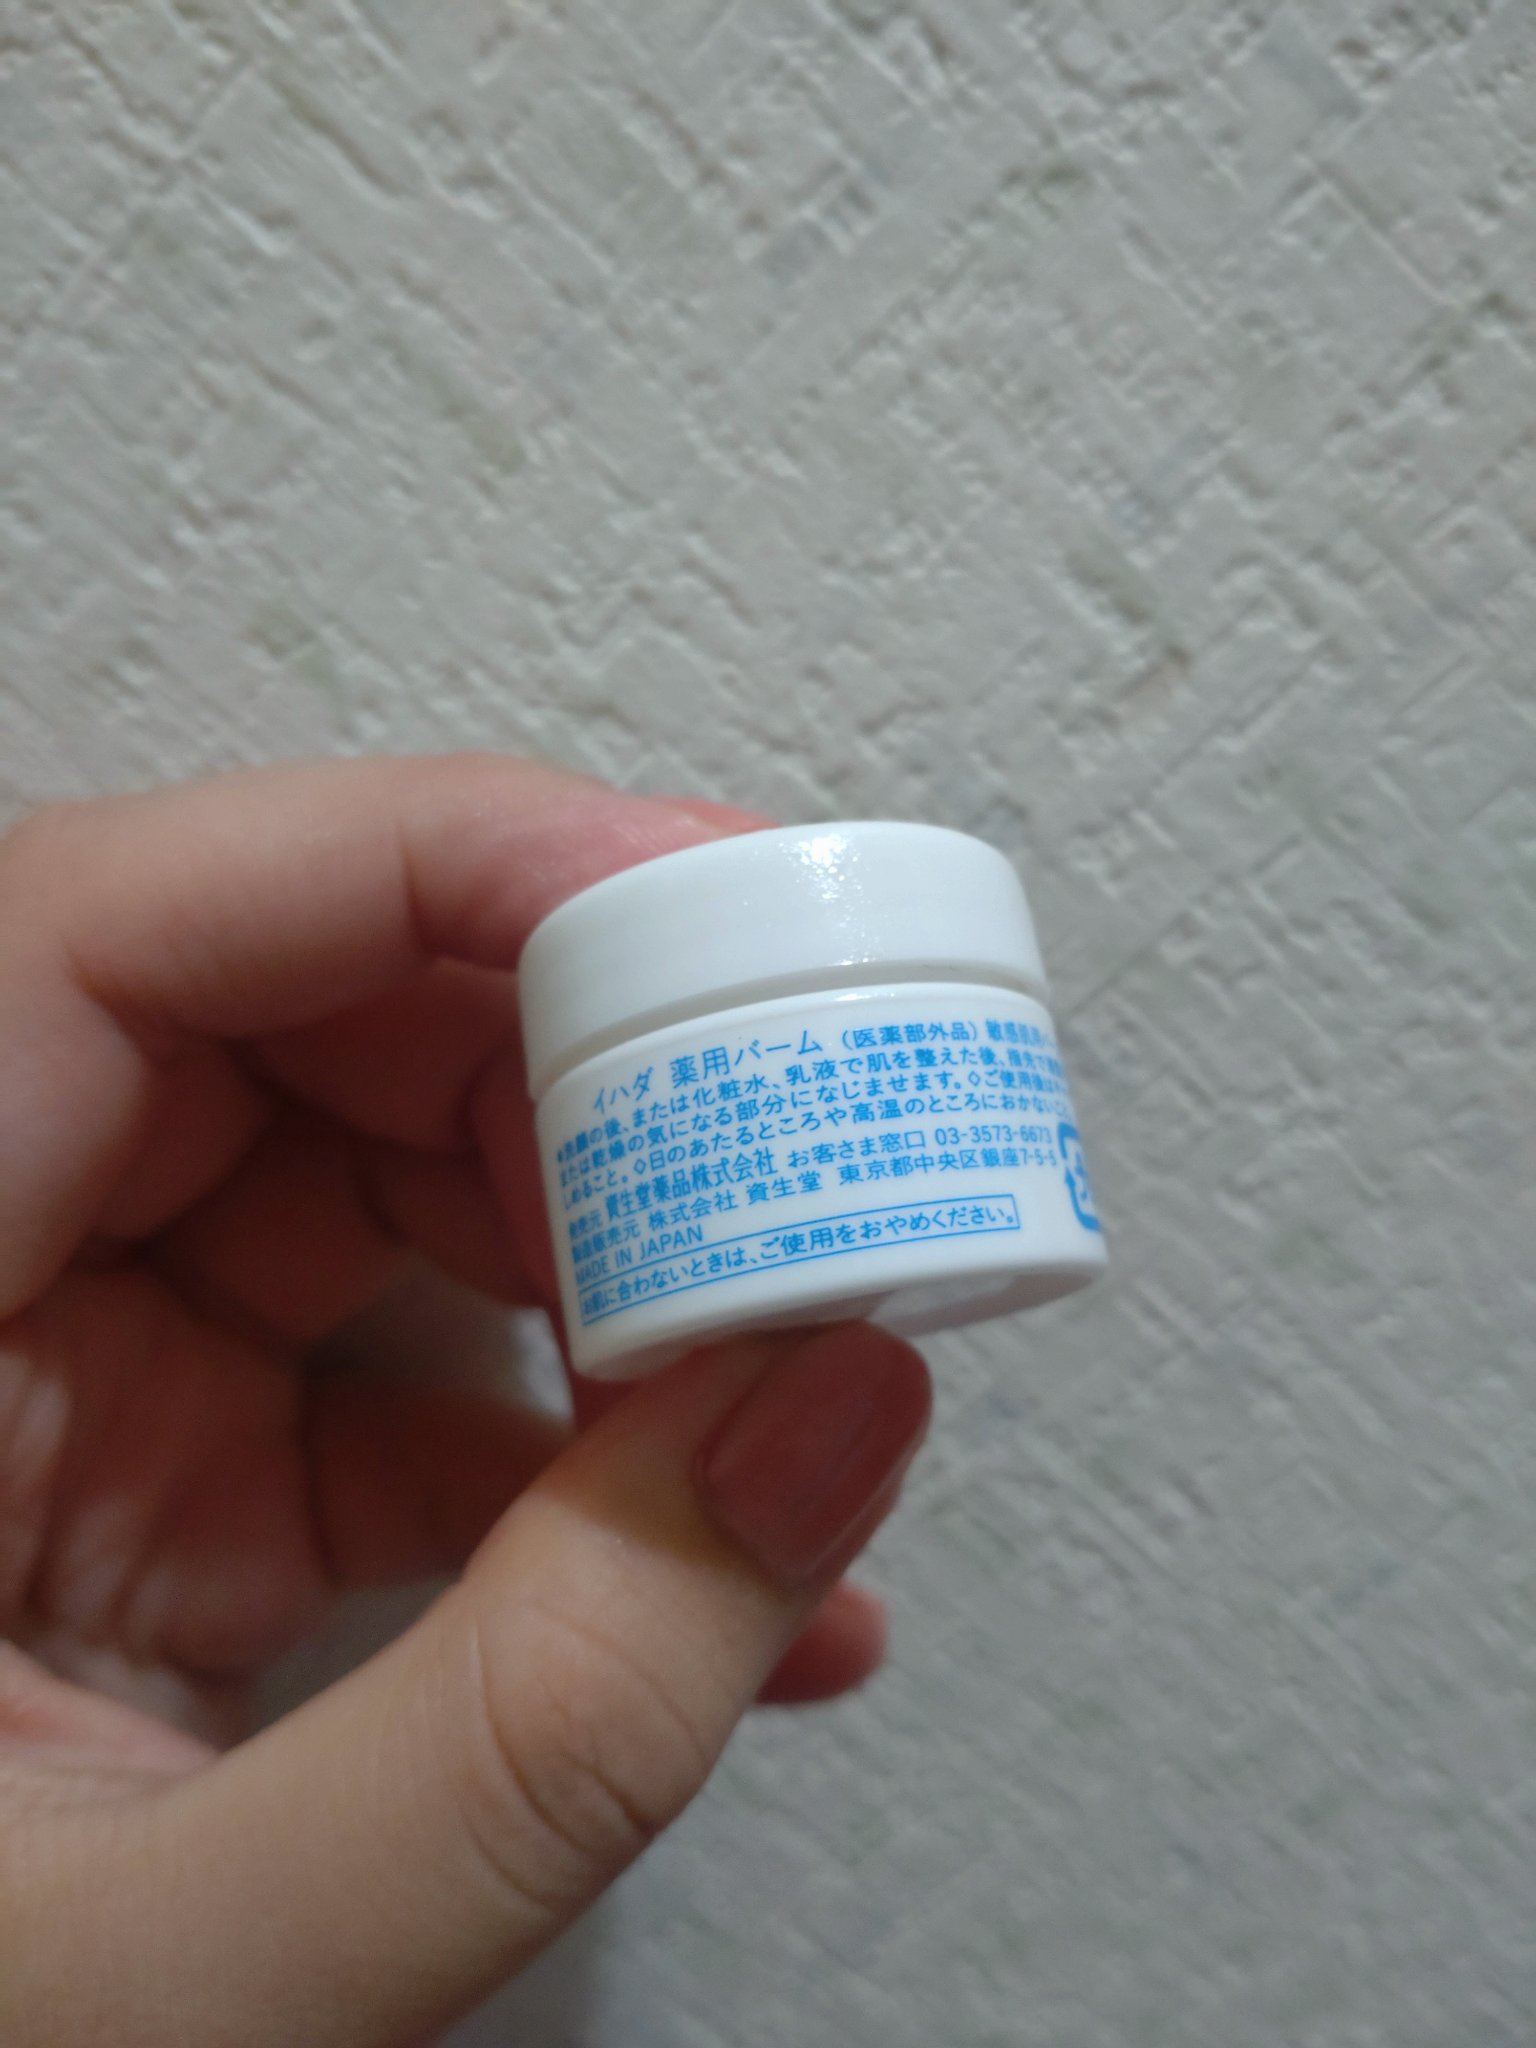 イハダ 薬用バーム （医薬部外品） 敏感肌用バ
●洗顔の後、または化粧水、乳液で肌を整えた後、指先で適量
または乾燥の気になる部分になじませます。◇ご使用後は
しめること。◇日のあたるところや高温のところにおかないこと
発売元 資生堂薬品株式会社 お客さま窓口 03-3573-6673
製造販売元 株式会社 資生堂 東京都中央区銀座7-5-5
MADE IN JAPAN
お肌に合わないときは、ご使用をおやめください。